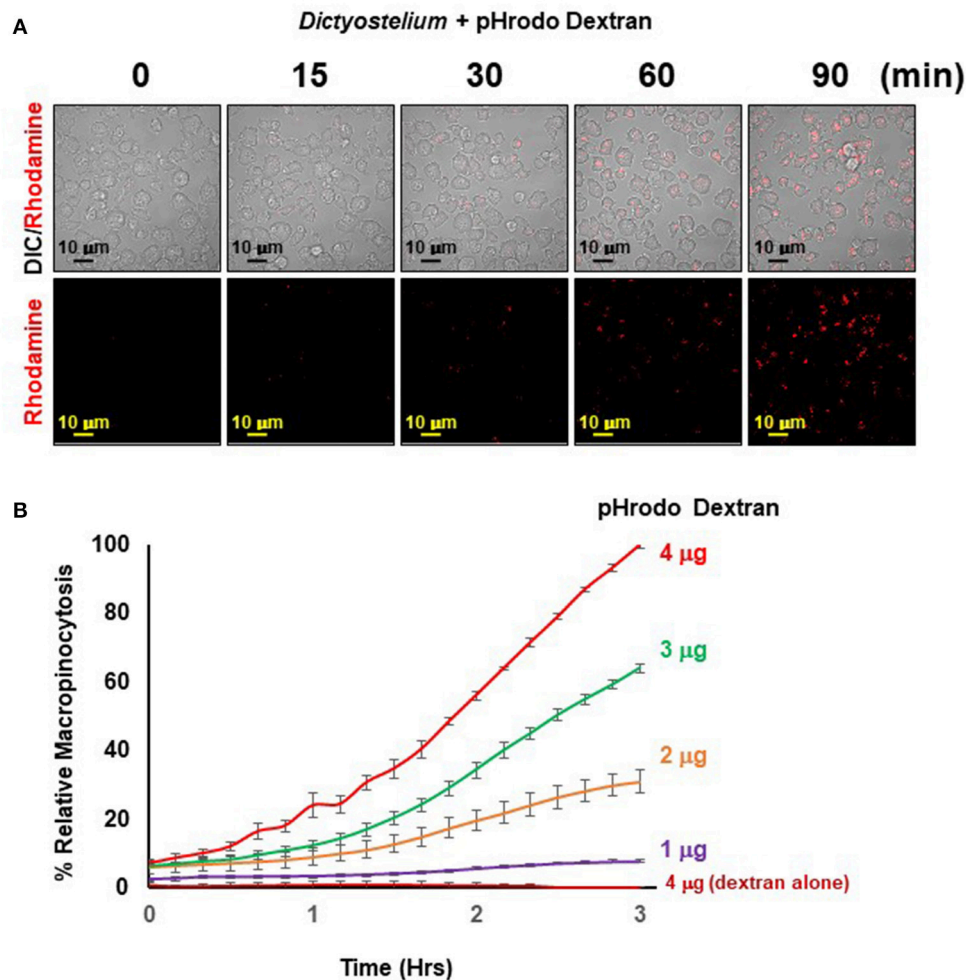 A
Dictyostelium + pHrodo Dextran
0 15 30 60 90 (min)
DIC/Rhodamine
10 μm 10 μm 10 μm 10 μm 10 μm
Rhodamine
10 μm 10 μm 10 μm 10 μm 10 μm
B
pHrodo Dextran
% Relative Macropinocytosis
100
80
60
40
20
0
4 μg
3 μg
2 μg
1 μg
4 μg (dextran alone)
0 1 2 3
Time (Hrs)